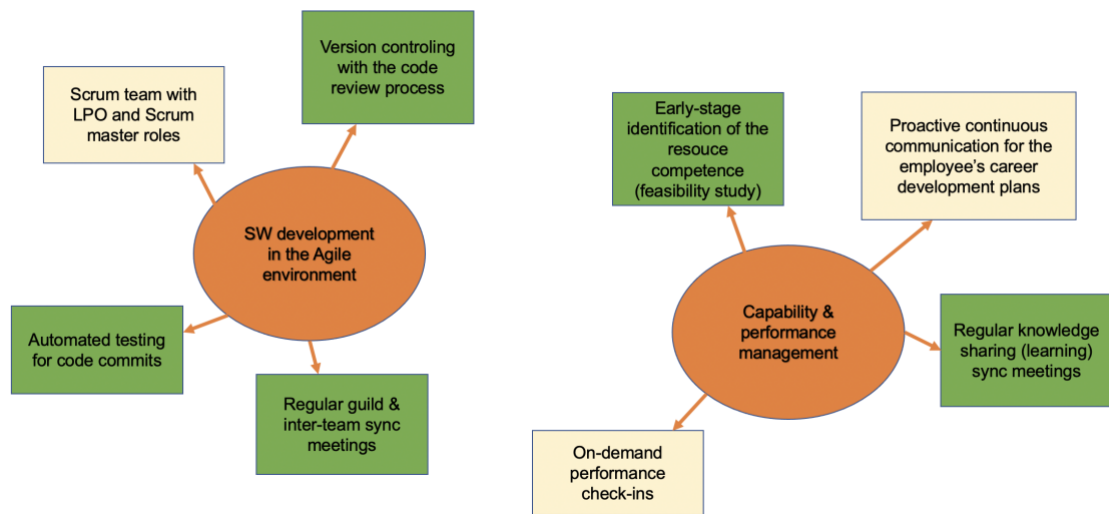 Version controling
with the code
review process
Scrum team with
LPO and Scrum
master roles
SW development
in the Agile
environment
Automated testing
for code commits
Regular guild &
inter-team sync
meetings
Early-stage
identification of the
resouce
competence
(feasibility study)
Proactive continuous
communication for the
employee's career
development plans
Capability &
performance
management
Regular knowledge
sharing (learning)
sync meetings
On-demand
performance
check-ins